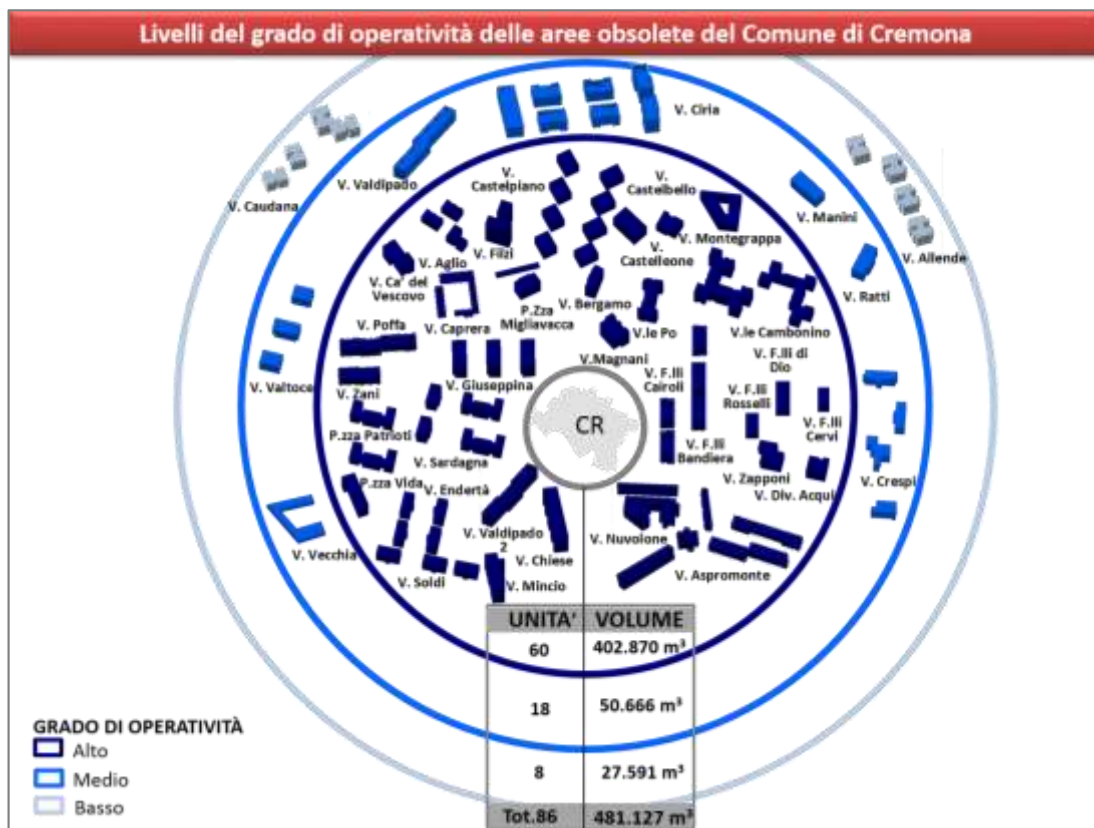 Livelli del grado di operatività delle aree obsolete del Comune di Cremona
V. Ciria
V. Valdipado
V. Caudana
V.
Castelpiano
V.
Castelbello
V. Manini
V. Allende
V. Filzi
V. Montegrappa
V. Aglio
V.
Castelleone
V. Ca' del
Vescovo
V. Ratti
V. Bergamo
P.Zza
Migliavacca
V. Caprera
V. Poffa
V.le Po
V.le Cambonino
V.Magnani
V. F.lli di
Dio
V. Valtoce
V. Zani
V. Giuseppina
V. F.lli
Cairoli
V. F.lli
Rosselli
CR
V. F.lli
Cervi
P.zza Patrioti
V. F.lli
Bandiera
V. Sardagna
V. Zapponi
V. Crespi
P.zza Vida
V. Endertà
V. Div. Acqui
V. Valdipado
2
V. Nuvolone
V. Vecchia
V. Chiese
V. Aspromonte
V. Soldi
V. Mincio
UNITA' VOLUME
60 402.870 m³
18 50.666 m³
8 27.591 m³
Tot.86 481.127 m³
GRADO DI OPERATIVITÀ
Alto
Medio
Basso